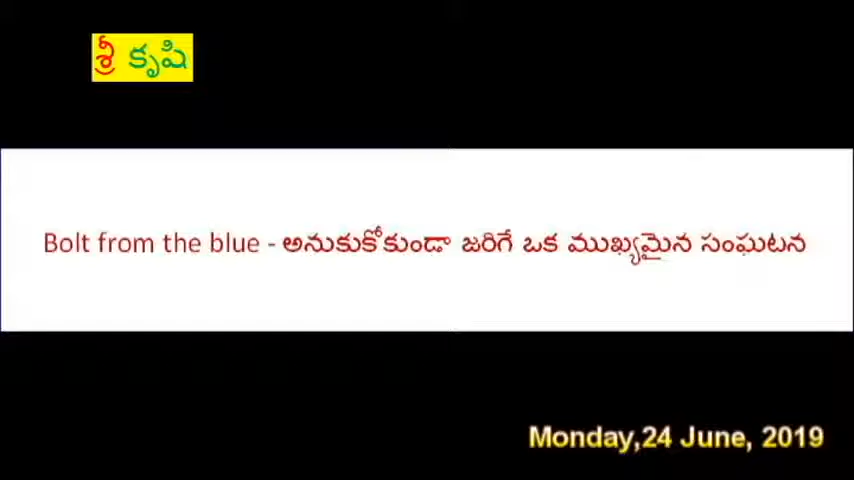 శ్రీ కృషి
Bolt from the blue - అనుకుకోకుండా జరిగే ఒక ముఖ్యమైన సంఘటన
Monday,24 June, 2019